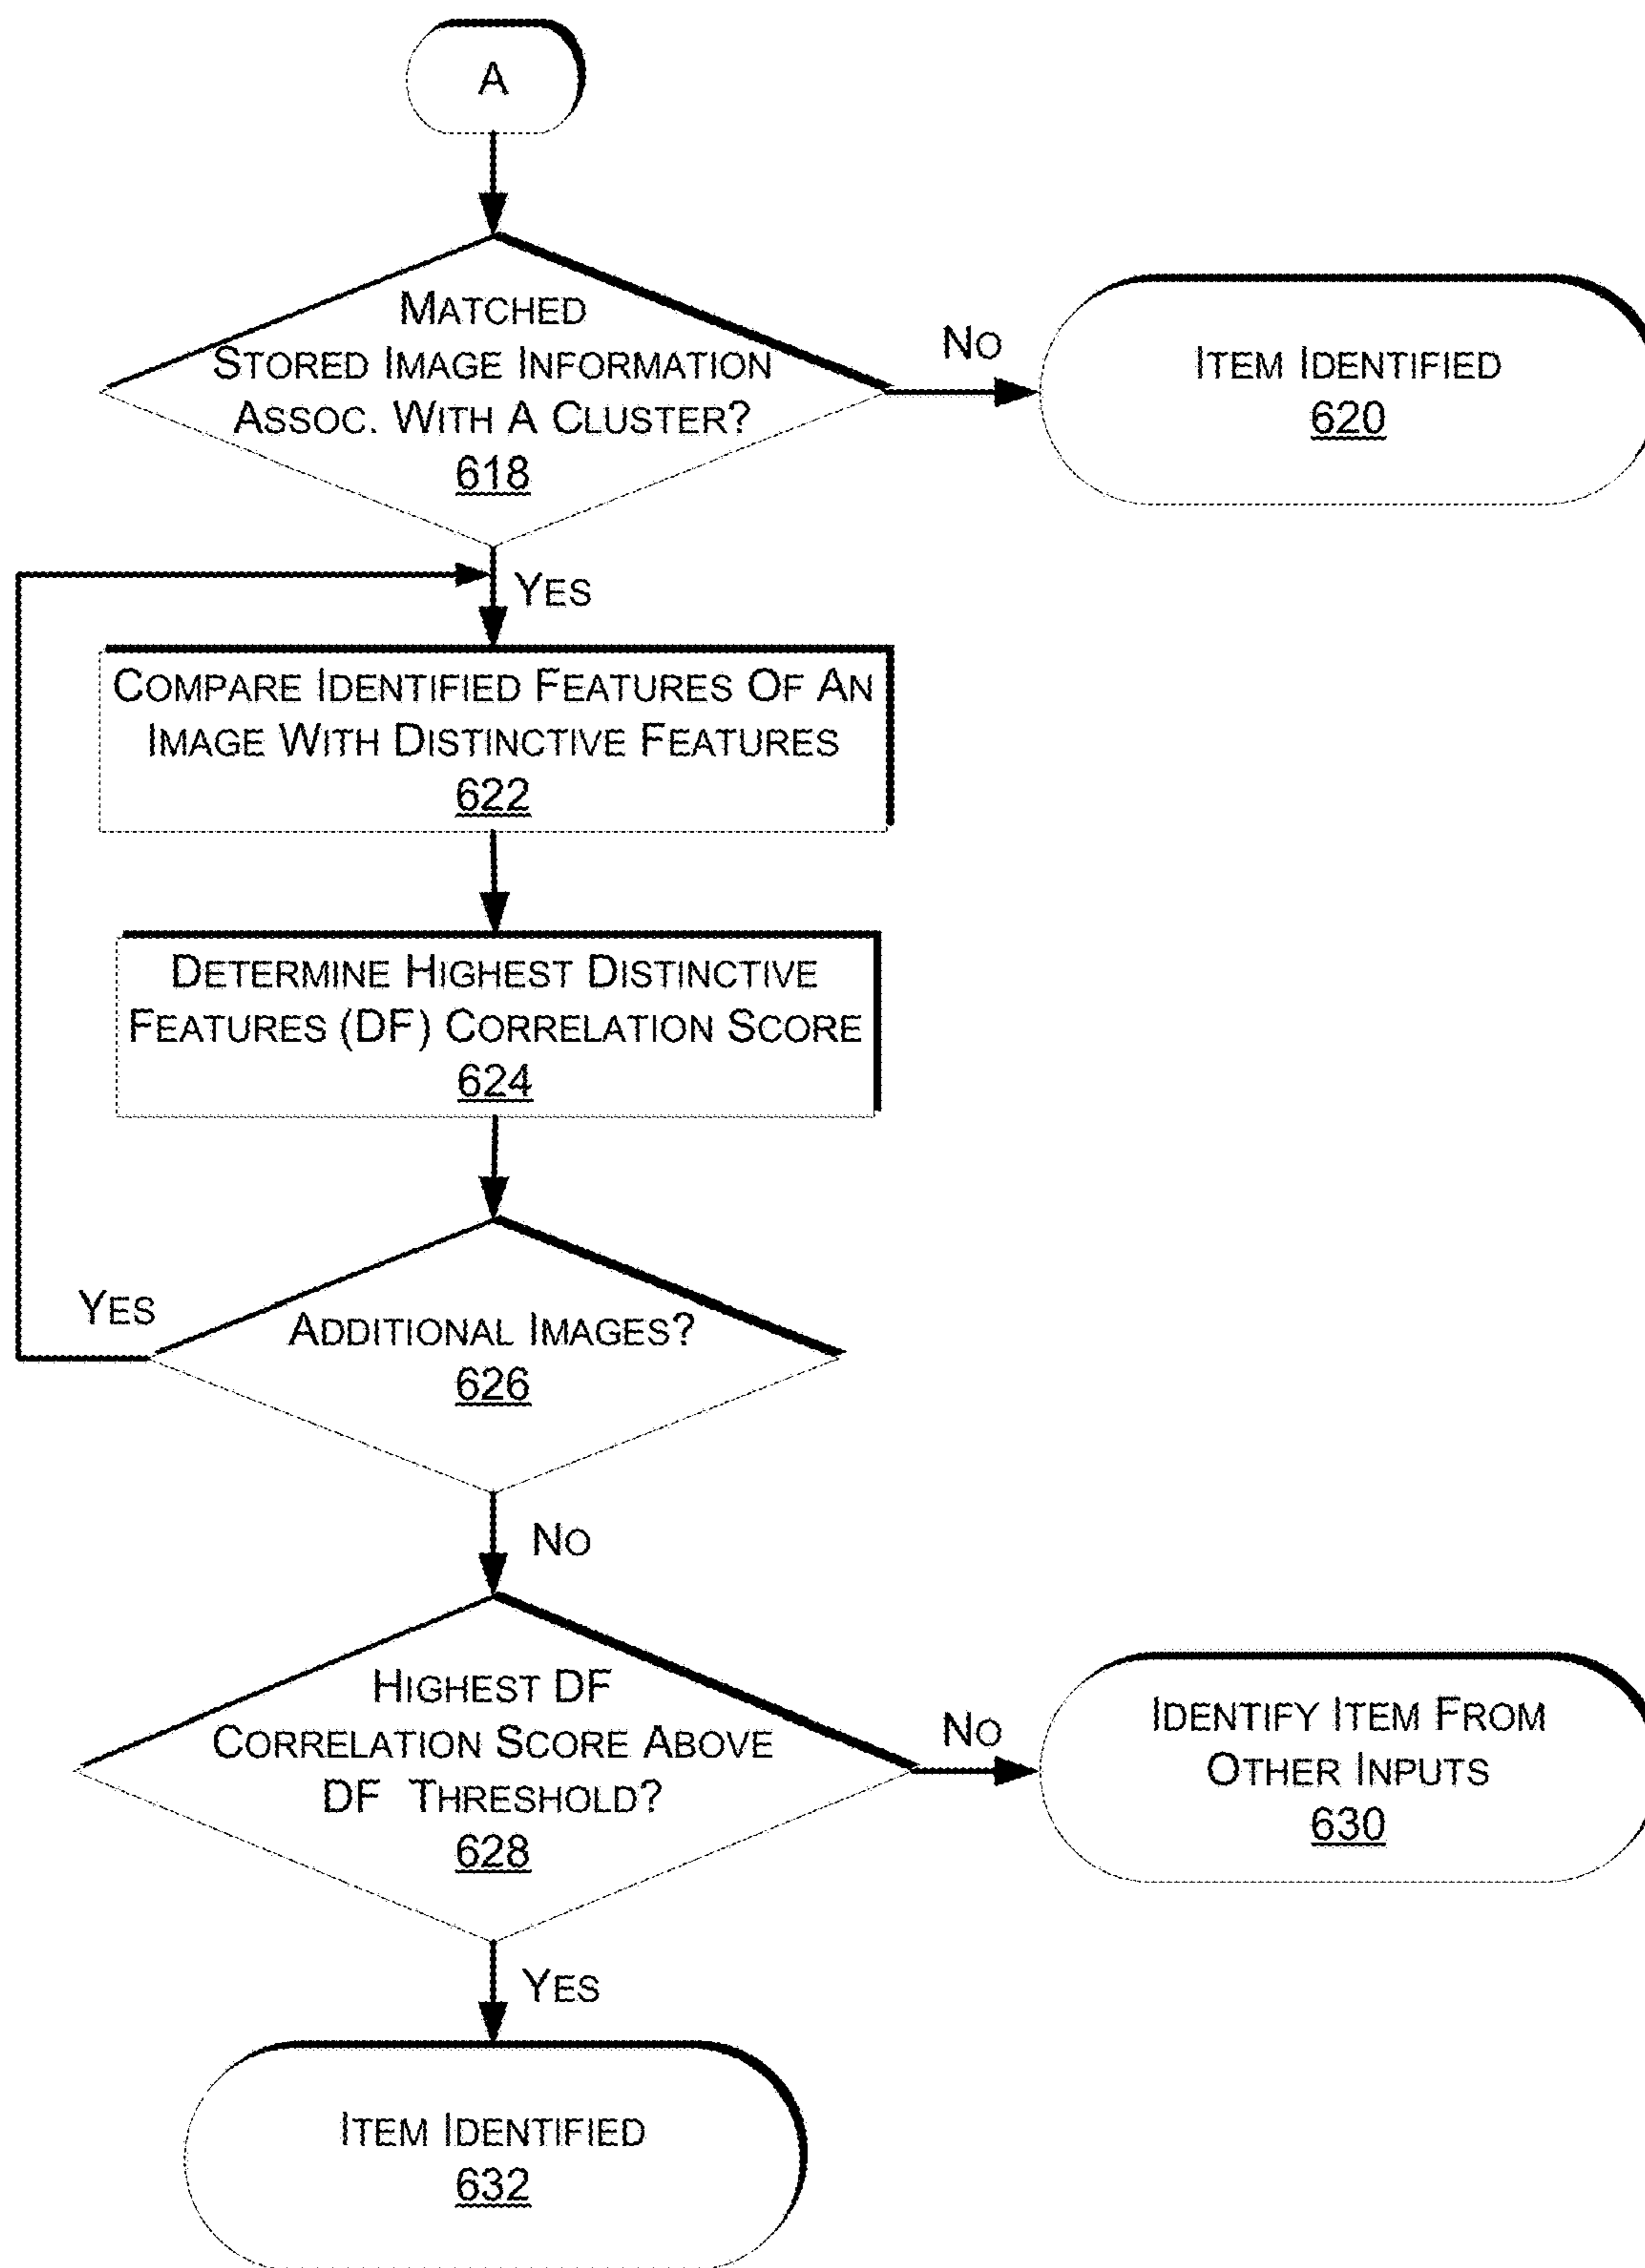 A
MATCHED
STORED IMAGE INFORMATION
ASSOC. WITH A CLUSTER?
618
NO
ITEM IDENTIFIED
620
YES
COMPARE IDENTIFIED FEATURES OF AN
IMAGE WITH DISTINCTIVE FEATURES
622
DETERMINE HIGHEST DISTINCTIVE
FEATURES (DF) CORRELATION SCORE
624
YES
ADDITIONAL IMAGES?
626
NO
HIGHEST DF
CORRELATION SCORE ABOVE
DF THRESHOLD?
628
NO
IDENTIFY ITEM FROM
OTHER INPUTS
630
YES
ITEM IDENTIFIED
632